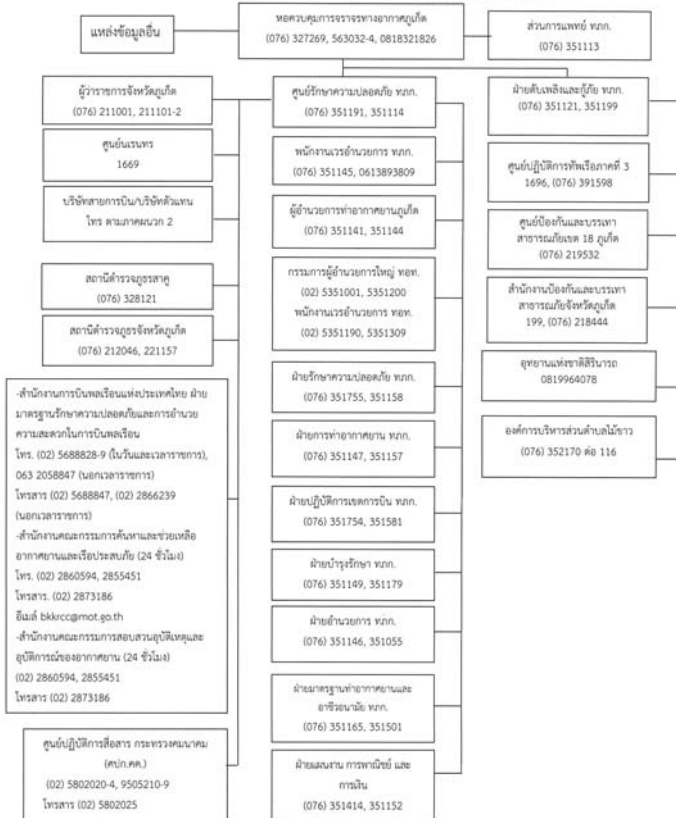 แหล่งข้อมูลอื่น
หอควบคุมการจราจรทางอากาศภูเก็ต
(076) 327269, 563032-4, 0818321826
ส่วนการแพทย์ ทภก.
(076) 351113
ผู้ว่าราชการจังหวัดภูเก็ต
(076) 211001, 211101-2
ศูนย์นเรนทร
1669
บริษัทสายการบิน/บริษัทตัวแทน
โทร ตามภาคผนวก 2
สถานีตำรวจภูธรสาคู
(076) 328121
สถานีตำรวจภูธรจังหวัดภูเก็ต
(076) 212046, 221157
-สำนักงานการบินพลเรือนแห่งประเทศไทย ฝ่าย
มาตรฐานรักษาความปลอดภัยและการอำนวย
ความสะดวกในการบินพลเรือน
โทร. (02) 5688828-9 (ในวันและเวลาราชการ),
063 2058847 (นอกเวลาราชการ)
โทรสาร (02) 5688847, (02) 2866239
(นอกเวลาราชการ)
-สำนักงานคณะกรรมการค้นหาและช่วยเหลือ
อากาศยานและเรือประสบภัย (24 ชั่วโมง)
โทร. (02) 2860594, 2855451
โทรสาร. (02) 2873186
อีเมล์ bkkrcc@mot.go.th
-สำนักงานคณะกรรมการสอบสวนอุบัติเหตุและ
อุบัติการณ์ของอากาศยาน (24 ชั่วโมง)
(02) 2860594, 2855451
โทรสาร (02) 2873186
ศูนย์ปฏิบัติการสื่อสาร กระทรวงคมนาคม
(ศปก.คค.)
(02) 5802020-4, 9505210-9
โทรสาร (02) 5802025
ศูนย์รักษาความปลอดภัย ทภก.
(076) 351191, 351114
พนักงานเวรอำนวยการ ทภก.
(076) 351145, 0613893809
ผู้อำนวยการท่าอากาศยานภูเก็ต
(076) 351141, 351144
กรรมการผู้อำนวยการใหญ่ ทอท.
(02) 5351001, 5351200
พนักงานเวรอำนวยการ ทอท.
(02) 5351190, 5351309
ฝ่ายรักษาความปลอดภัย ทภก.
(076) 351755, 351158
ฝ่ายการท่าอากาศยาน ทภก.
(076) 351147, 351157
ฝ่ายปฏิบัติการเขตการบิน ทภก.
(076) 351754, 351581
ฝ่ายบำรุงรักษา ทภก.
(076) 351149, 351179
ฝ่ายอำนวยการ ทภก.
(076) 351146, 351055
ฝ่ายมาตรฐานท่าอากาศยานและ
อาชีวอนามัย ทภก.
(076) 351165, 351501
ฝ่ายแผนงาน การพาณิชย์ และ
การเงิน
(076) 351414, 351152
ฝ่ายดับเพลิงและกู้ภัย ทภก.
(076) 351121, 351199
ศูนย์ปฏิบัติการทัพเรือภาคที่ 3
1696, (076) 391598
ศูนย์ป้องกันและบรรเทา
สาธารณภัยเขต 18 ภูเก็ต
(076) 219532
สำนักงานป้องกันและบรรเทา
สาธารณภัยจังหวัดภูเก็ต
199, (076) 218444
อุทยานแห่งชาติสิรินารถ
0819964078
องค์การบริหารส่วนตำบลไม้ขาว
(076) 352170 ต่อ 116